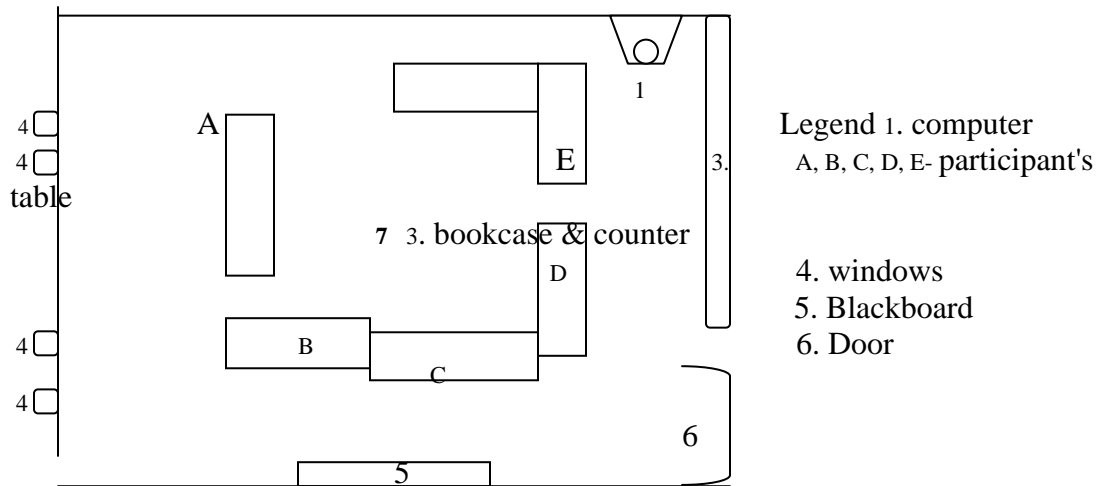 1
4
A
Legend 1. computer
4
E
3.
A, B, C, D, E- participant's
table
7 3. bookcase & counter
D
4. windows
5. Blackboard
4
B
6. Door
C
4
6
5